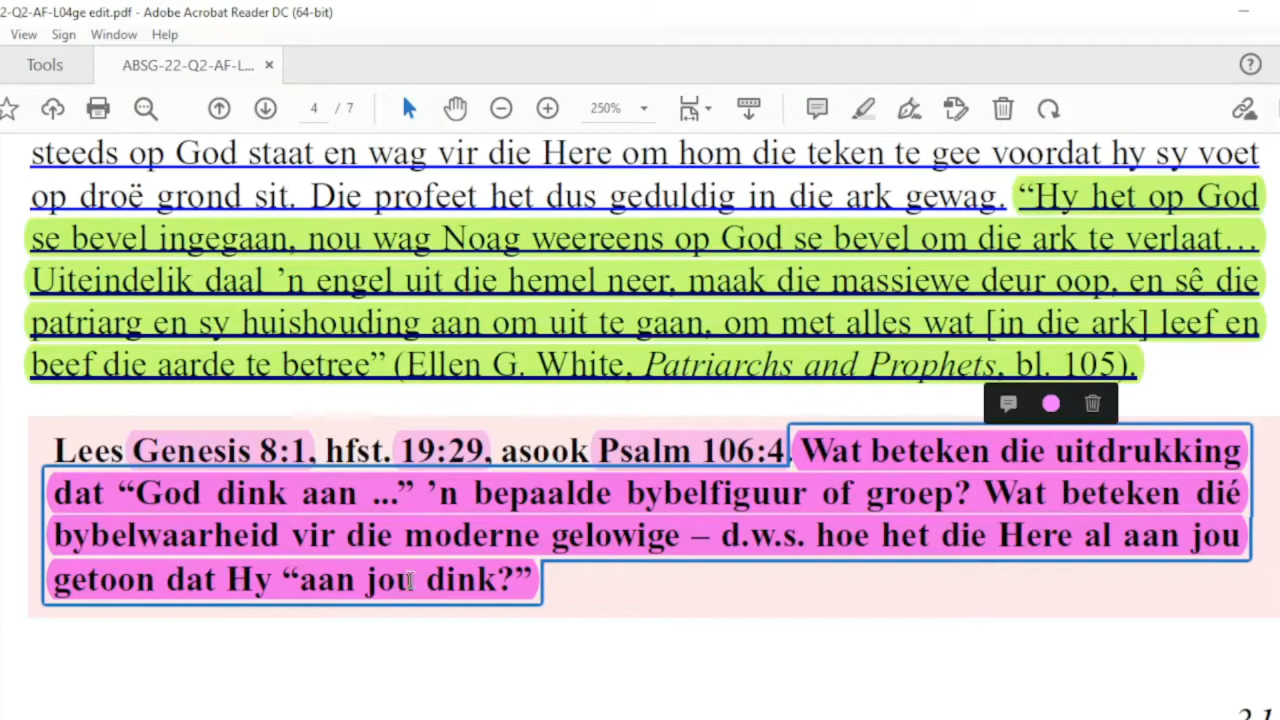 2-Q2-AF-L04ge edit.pdf - Adobe Acrobat Reader DC (64-bit)
View Sign Window Help
Tools ABSG-22-Q2-AF-L... ×
4 / 7 250%
steeds op God staat en wag vir die Here om hom die teken te gee voordat hy sy voet
op droë grond sit. Die profeet het dus geduldig in die ark gewag. “Hy het op God
se bevel ingegaan, nou wag Noag weereens op God se bevel om die ark te verlaat…
Uiteindelik daal ’n engel uit die hemel neer, maak die massiewe deur oop, en sê die
patriarg en sy huishouding aan om uit te gaan, om met alles wat [in die ark] leef en
beef die aarde te betree” (Ellen G. White, Patriarchs and Prophets, bl. 105).
Lees Genesis 8:1, hfst. 19:29, asook Psalm 106:4. Wat beteken die uitdrukking
dat “God dink aan ...” ’n bepaalde bybelfiguur of groep? Wat beteken dié
bybelwaarheid vir die moderne gelowige – d.w.s. hoe het die Here al aan jou
getoon dat Hy “aan jou dink?”